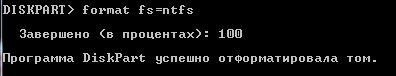 DISKPART> format fs=ntfs
Завершено (в процентах): 100
Программа DiskPart успешно отформатировала том.